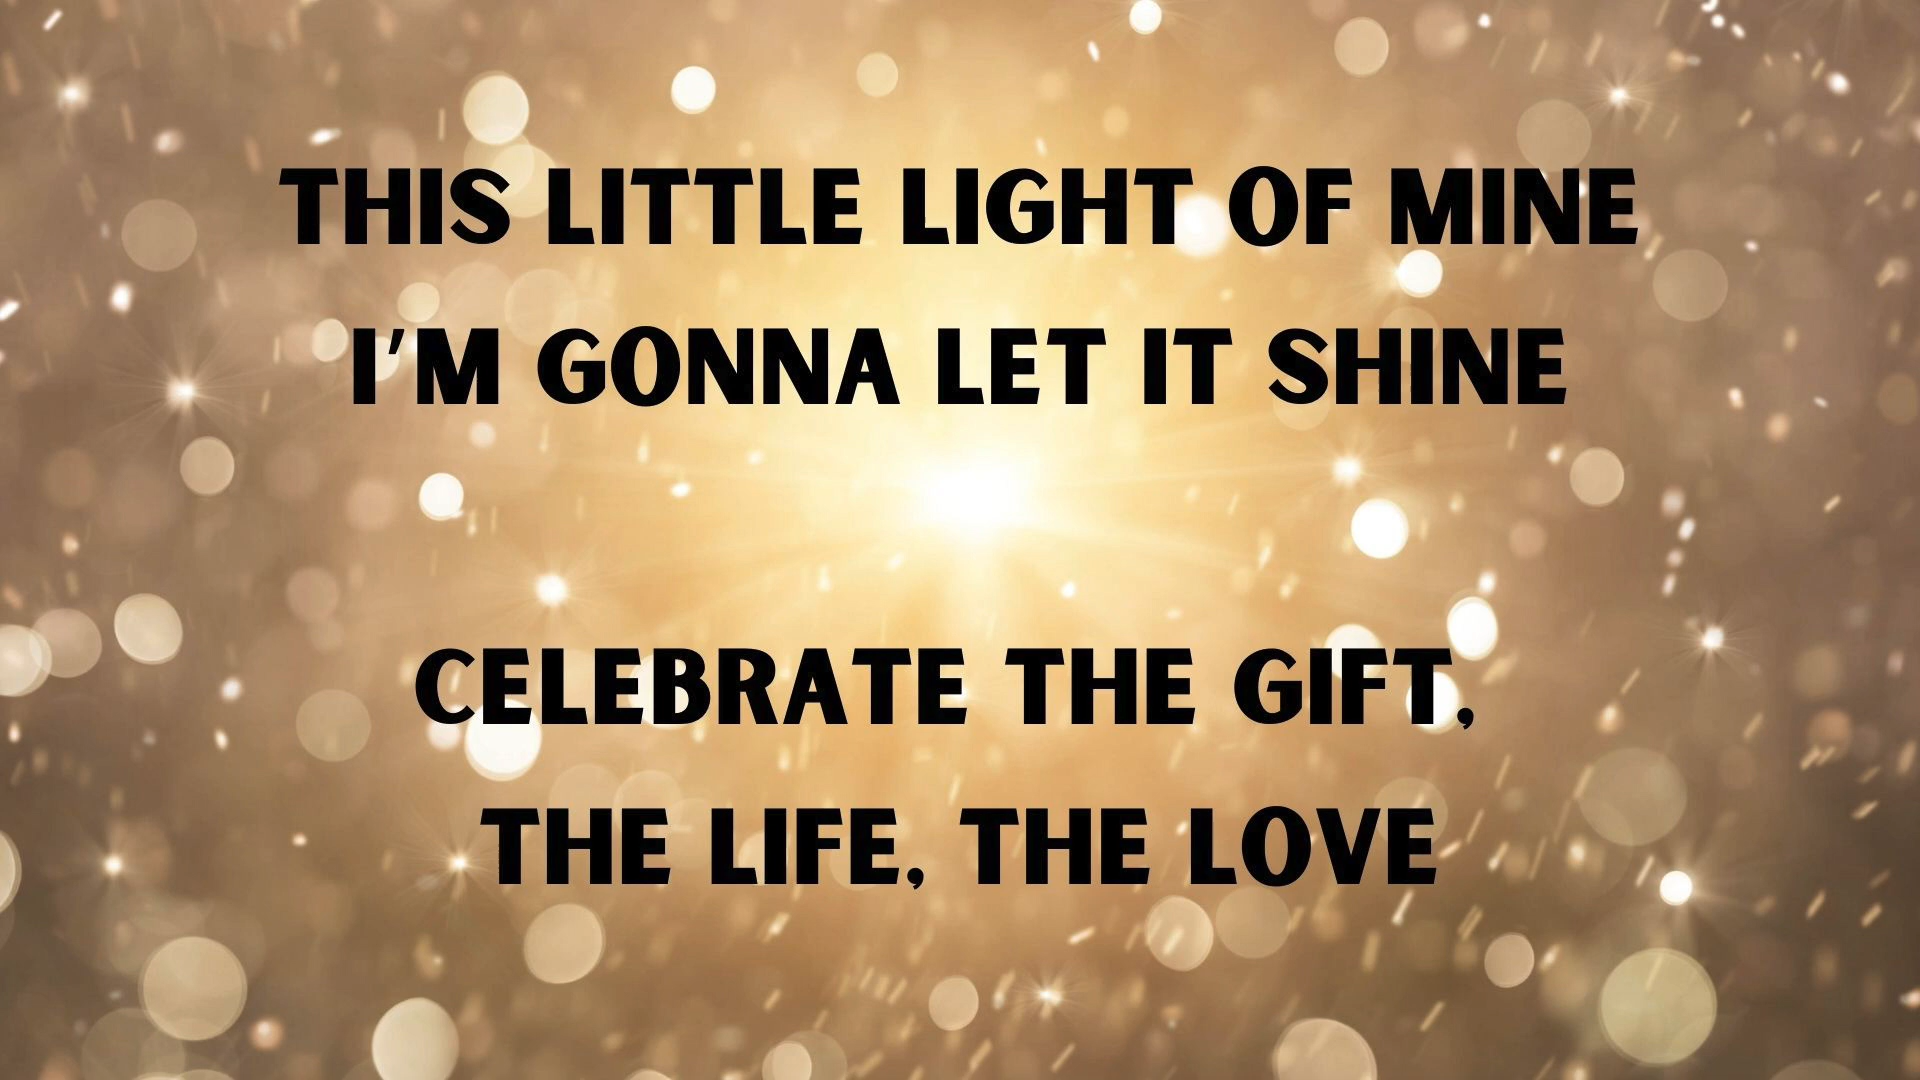 THIS LITTLE LIGHT OF MINE
I'M GONNA LET IT SHINE
CELEBRATE THE GIFT,
THE LIFE, THE LOVE